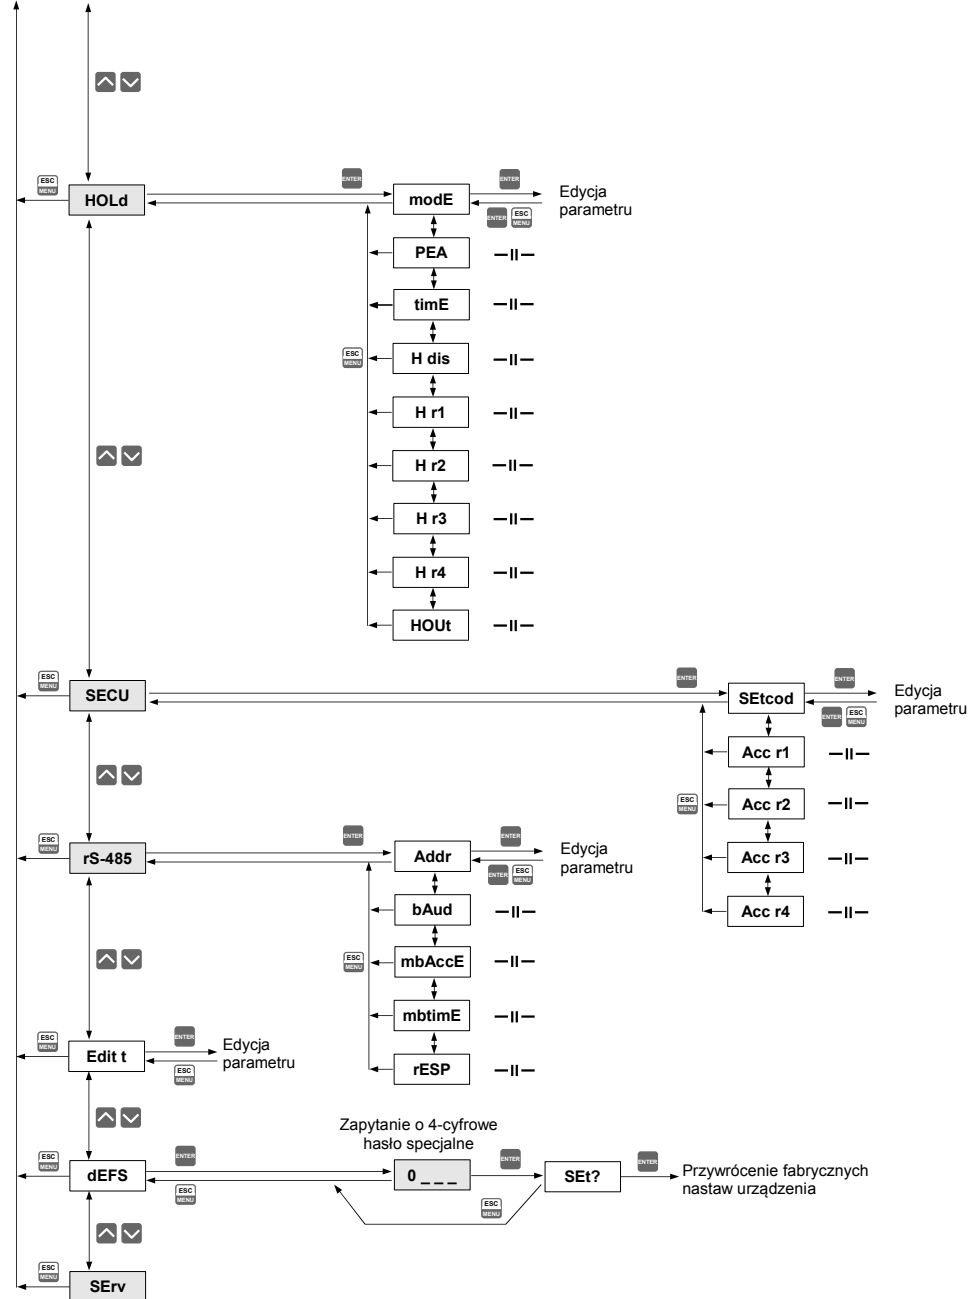 ESC
MENU
HOLd
ENTER
modE
ENTER
ENTER
ESC
MENU
Edycja
parametru
PEA
—II—
timE
—II—
ESC
MENU
H dis
—II—
H r1
—II—
H r2
—II—
H r3
—II—
H r4
—II—
HOUt
—II—
ESC
MENU
SECU
ENTER
SEtcod
ENTER
ENTER
ESC
MENU
Edycja
parametru
Acc r1
—II—
ESC
MENU
Acc r2
—II—
Acc r3
—II—
Acc r4
—II—
ESC
MENU
rS-485
ENTER
Addr
ENTER
ENTER
ESC
MENU
Edycja
parametru
bAud
—II—
ESC
MENU
mbAccE
—II—
mbtimE
—II—
rESP
—II—
ESC
MENU
Edit t
ENTER
ESC
MENU
Edycja
parametru
Zapytanie o 4-cyfrowe
hasło specjalne
ESC
MENU
dEFS
ENTER
ESC
MENU
0 _ _ _
ENTER
ESC
MENU
SEt?
ENTER
Przywrócenie fabrycznych
nastaw urządzenia
ESC
MENU
SErv